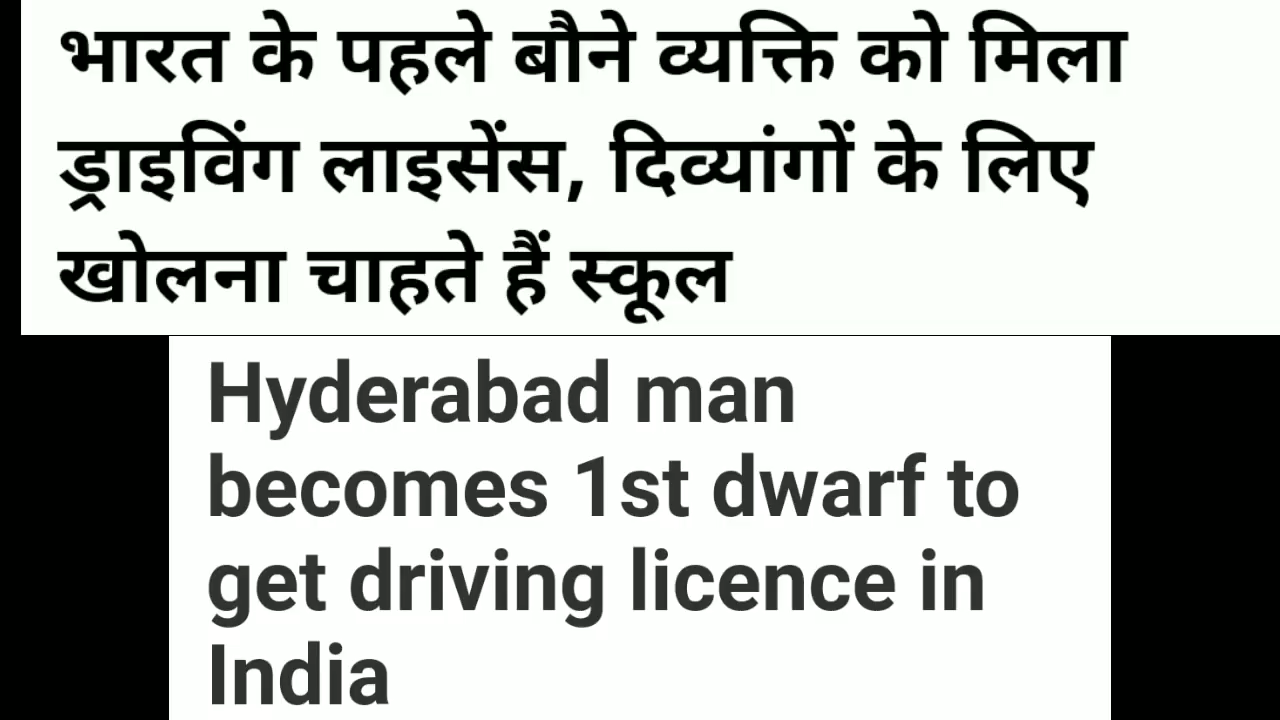 भारत के पहले बौने व्यक्ति को मिला
ड्राइविंग लाइसेंस, दिव्यांगों के लिए
खोलना चाहते हैं स्कूल
Hyderabad man
becomes 1st dwarf to
get driving licence in
India